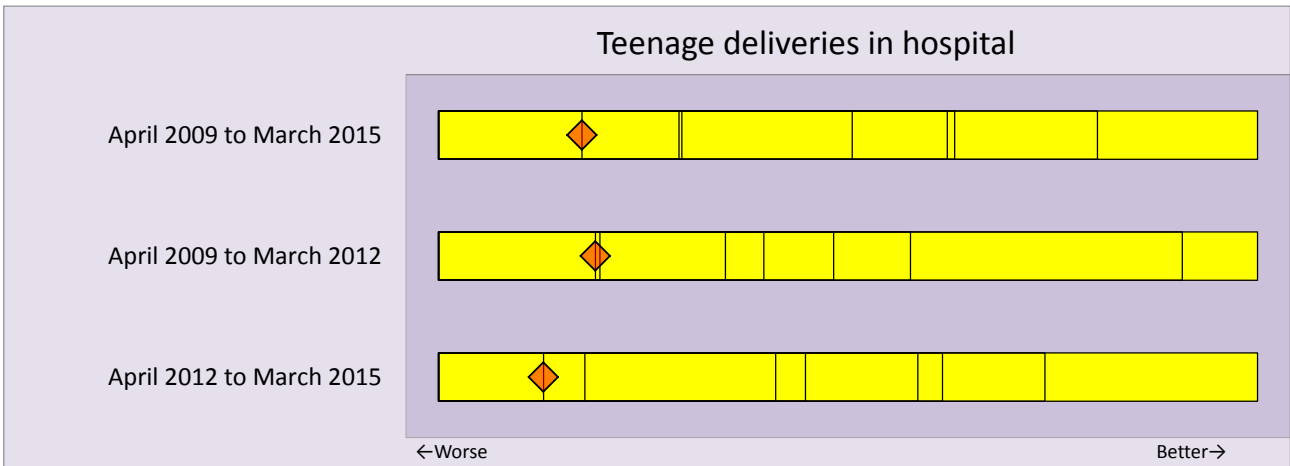 Teenage deliveries in hospital
April 2009 to March 2015
April 2009 to March 2012
April 2012 to March 2015
←Worse
Better→